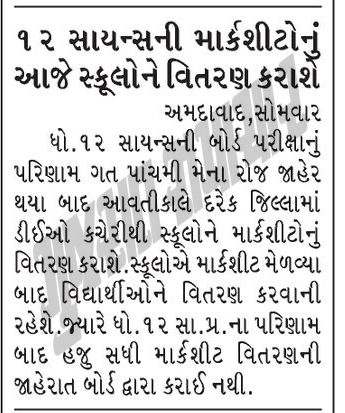 ૧૨ સાયન્સની માર્કશીટોનું
આજે સ્કૂલોને વિતરણ કરાશે
અમદાવાદ,સોમવાર
ધો.૧૨ સાયન્સની બોર્ડ પરીક્ષાનું
પરિણામ ગત પાંચમી મેના રોજ જાહેર
થયા બાદ આવતીકાલે દરેક જિલ્લામાં
ડીઈઓ કચેરીથી સ્કૂલોને માર્કશીટોનું
વિતરણ કરાશે.સ્કૂલોએ માર્કશીટ મેળવ્યા
બાદ વિદ્યાર્થીઓને વિતરણ કરવાની
રહેશે.જ્યારે ધો.૧૨ સા.પ્ર.ના પરિણામ
બાદ હજુ સધી માર્કશીટ વિતરણની
જાહેરાત બોર્ડ દ્વારા કરાઈ નથી.